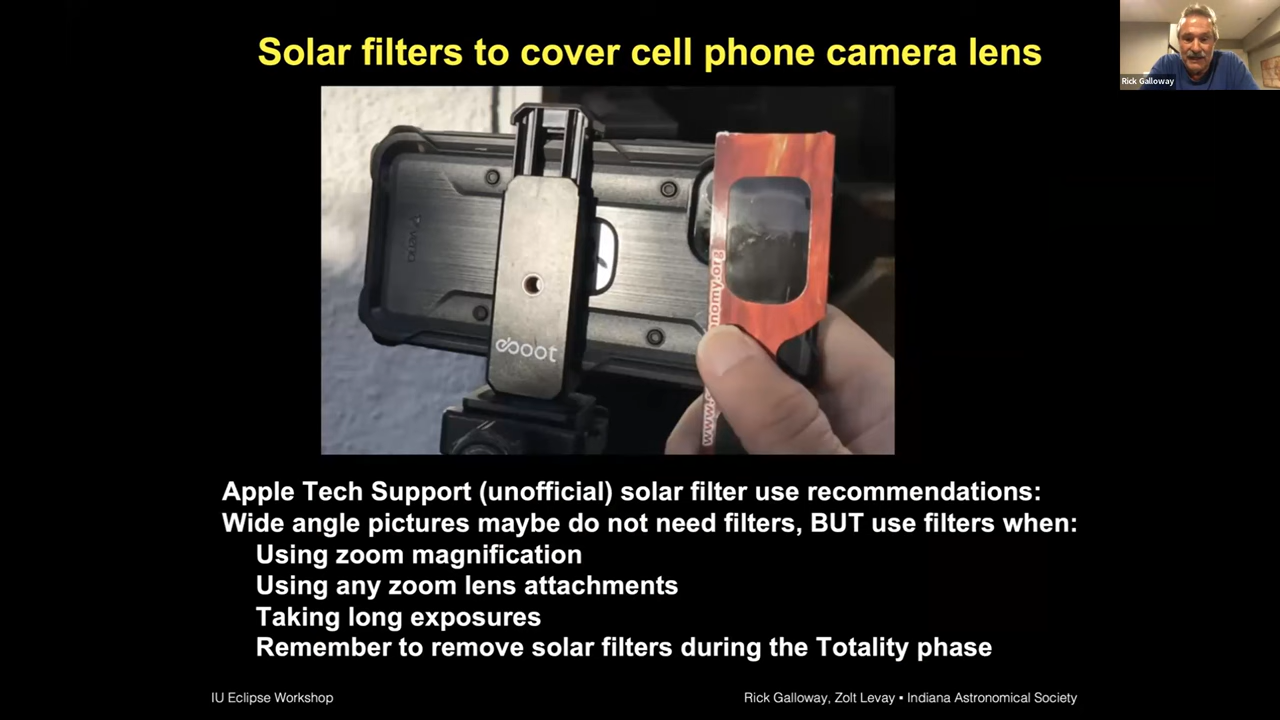 Solar filters to cover cell phone camera lens
Rick Galloway
eboot
www.
onomy.org
Apple Tech Support (unofficial) solar filter use recommendations:
Wide angle pictures maybe do not need filters, BUT use filters when:
Using zoom magnification
Using any zoom lens attachments
Taking long exposures
Remember to remove solar filters during the Totality phase
IU Eclipse Workshop
Rick Galloway, Zolt Levay ▪ Indiana Astronomical Society